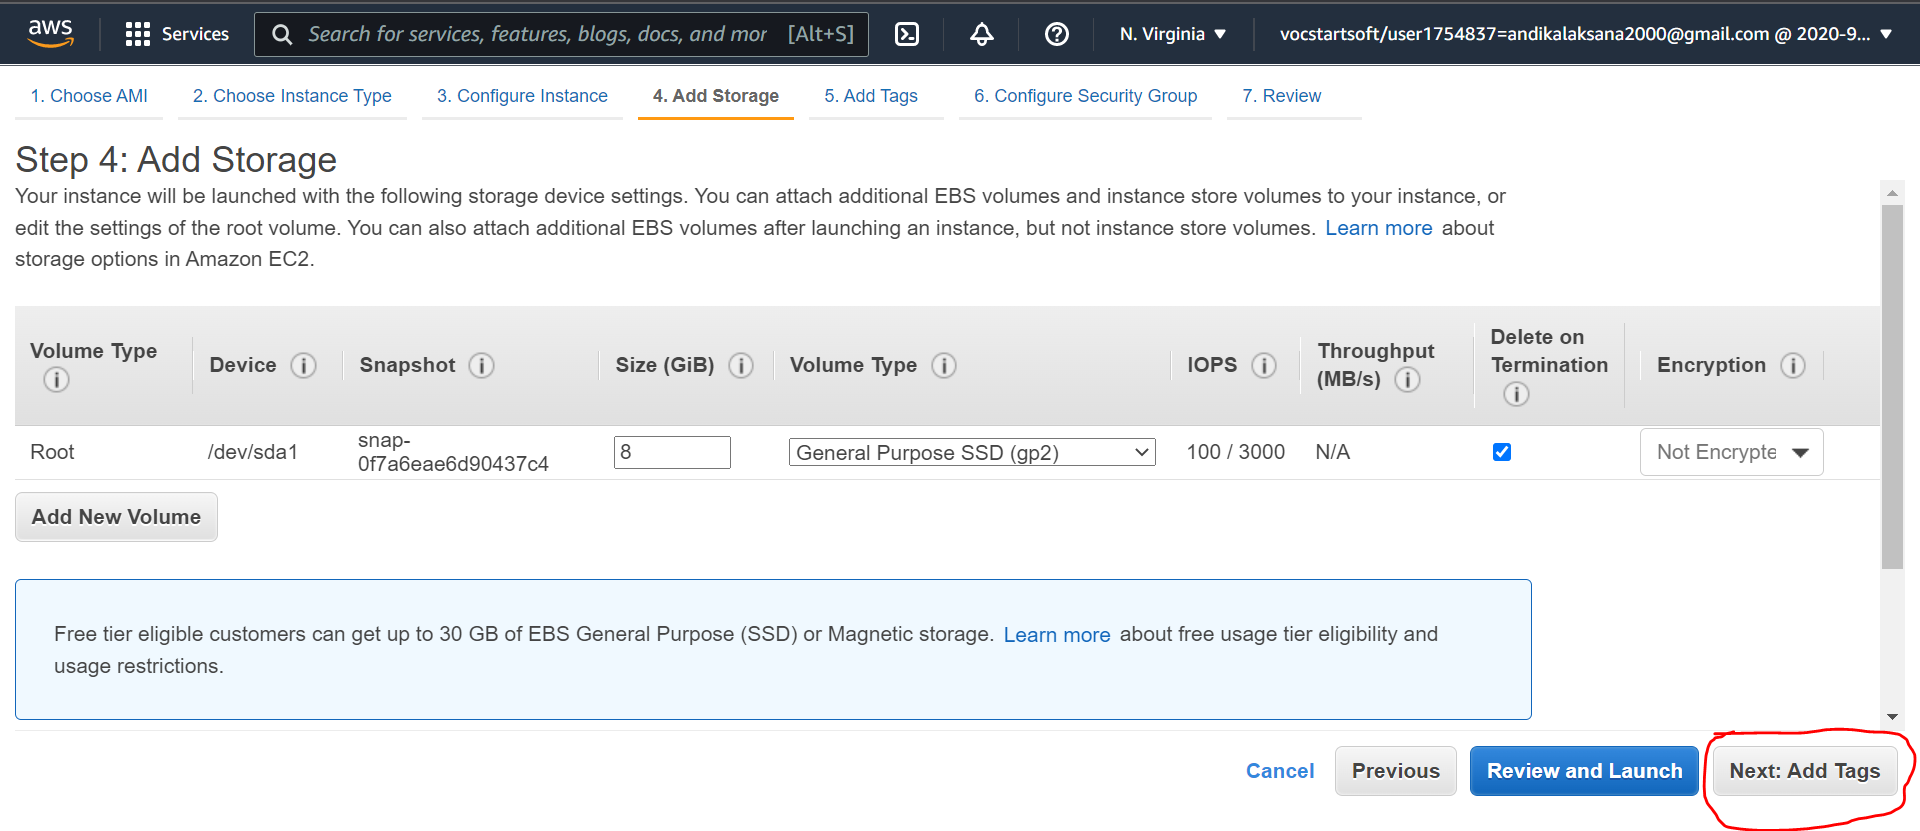 aws
Services
Search for services, features, blogs, docs, and mor [Alt+S]
N. Virginia
vocstartsoft/user1754837=andikalaksana2000@gmail.com @ 2020-9...
1. Choose AMI
2. Choose Instance Type
3. Configure Instance
4. Add Storage
5. Add Tags
6. Configure Security Group
7. Review
Step 4: Add Storage
Your instance will be launched with the following storage device settings. You can attach additional EBS volumes and instance store volumes to your instance, or
edit the settings of the root volume. You can also attach additional EBS volumes after launching an instance, but not instance store volumes. Learn more about
storage options in Amazon EC2.
Volume Type
Device
Snapshot
Size (GiB)
Volume Type
IOPS
Throughput
(MB/s)
Delete on
Termination
Encryption
Root
/dev/sda1
snap-
0f7a6eae6d90437c4
8
General Purpose SSD (gp2)
100 / 3000
N/A
Not Encrypte
Add New Volume
Free tier eligible customers can get up to 30 GB of EBS General Purpose (SSD) or Magnetic storage. Learn more about free usage tier eligibility and
usage restrictions.
Cancel
Previous
Review and Launch
Next: Add Tags